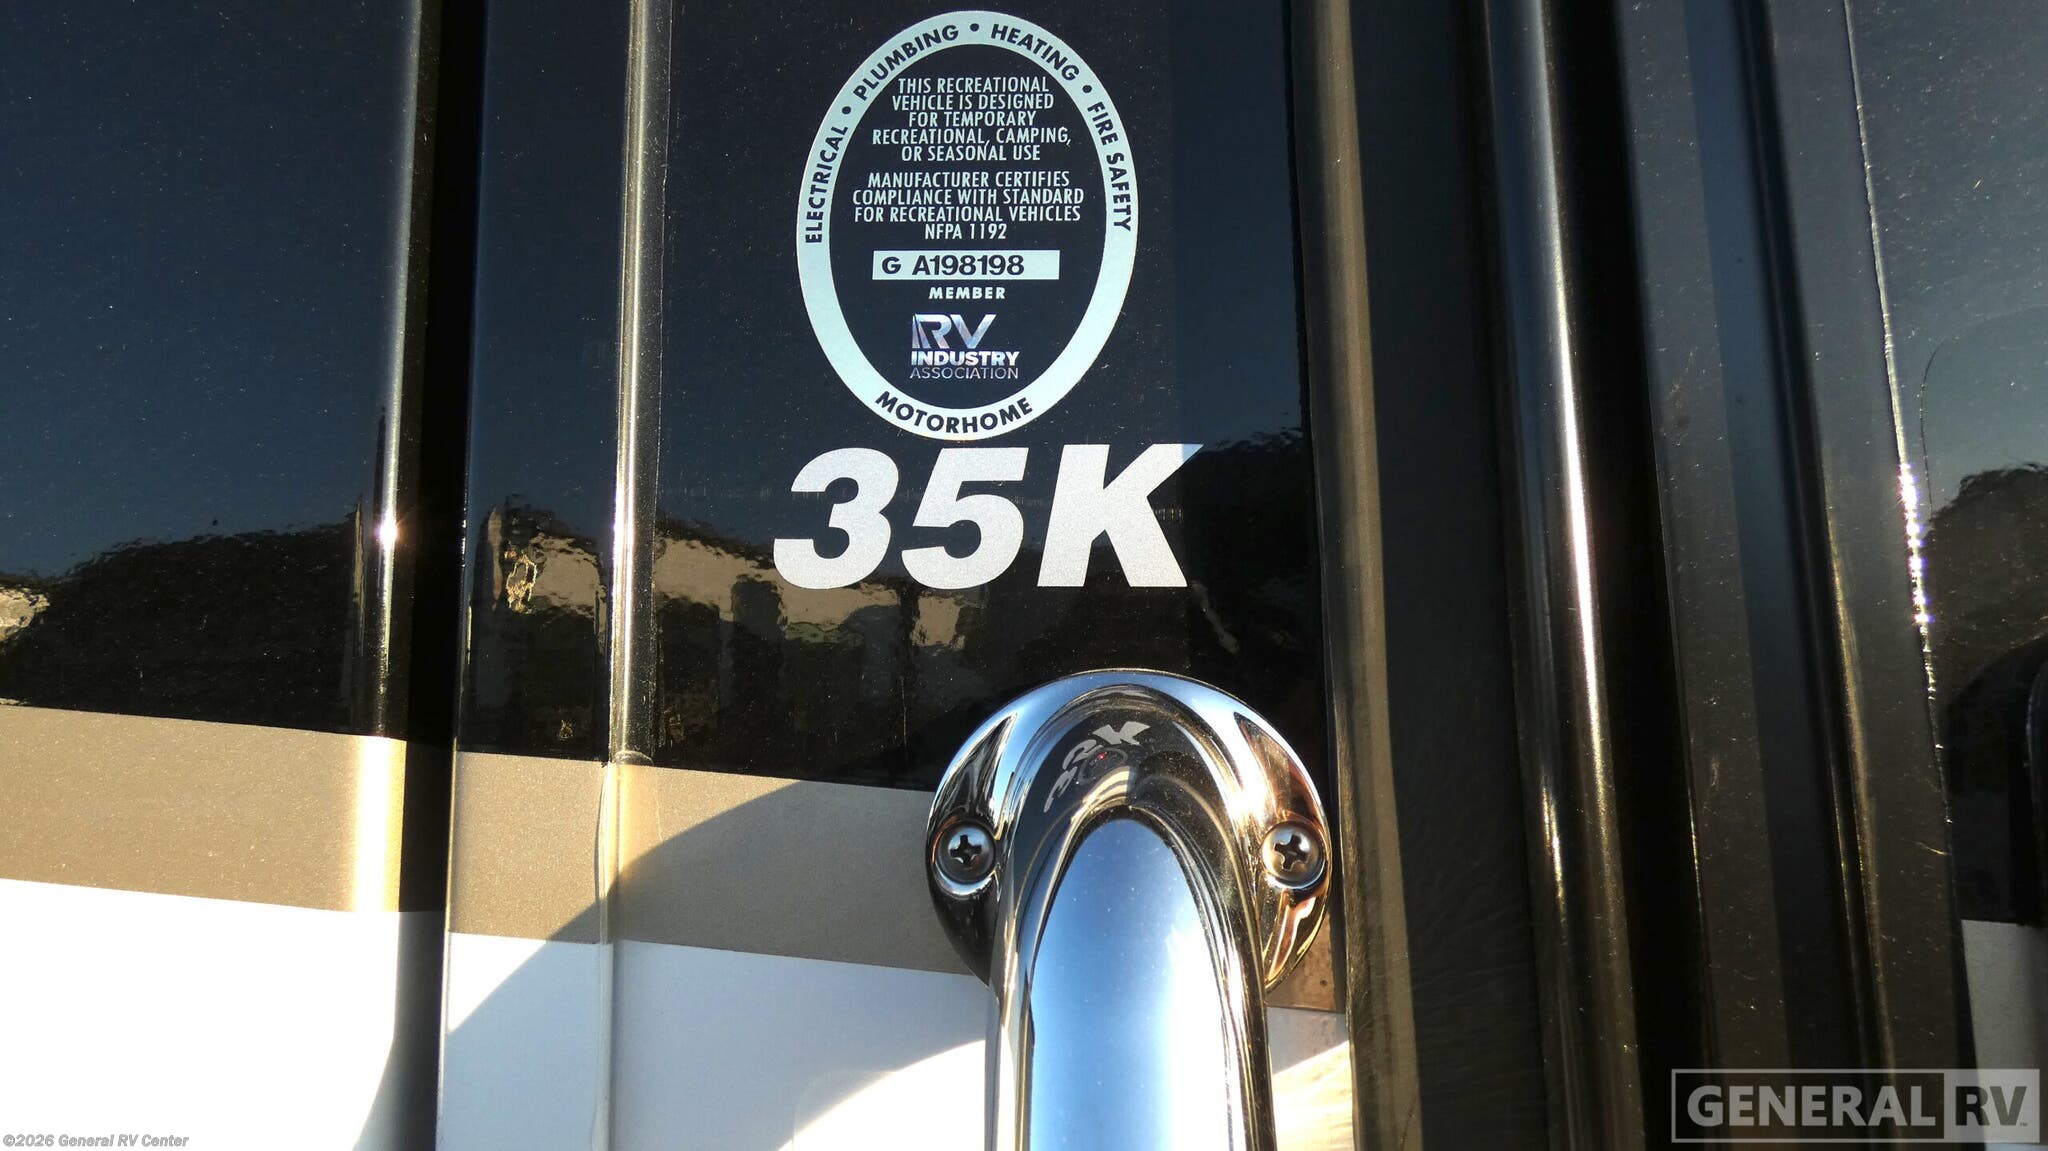 ELECTRICAL • PLUMBING • HEATING • FIRE SAFETY
THIS RECREATIONAL
VEHICLE IS DESIGNED
FOR TEMPORARY
RECREATIONAL, CAMPING,
OR SEASONAL USE
MANUFACTURER CERTIFIES
COMPLIANCE WITH STANDARD
FOR RECREATIONAL VEHICLES
NFPA 1192
G A198198
MEMBER
RV
INDUSTRY
ASSOCIATION
MOTORHOME
35K
GENERAL RV
©2026 General RV Center